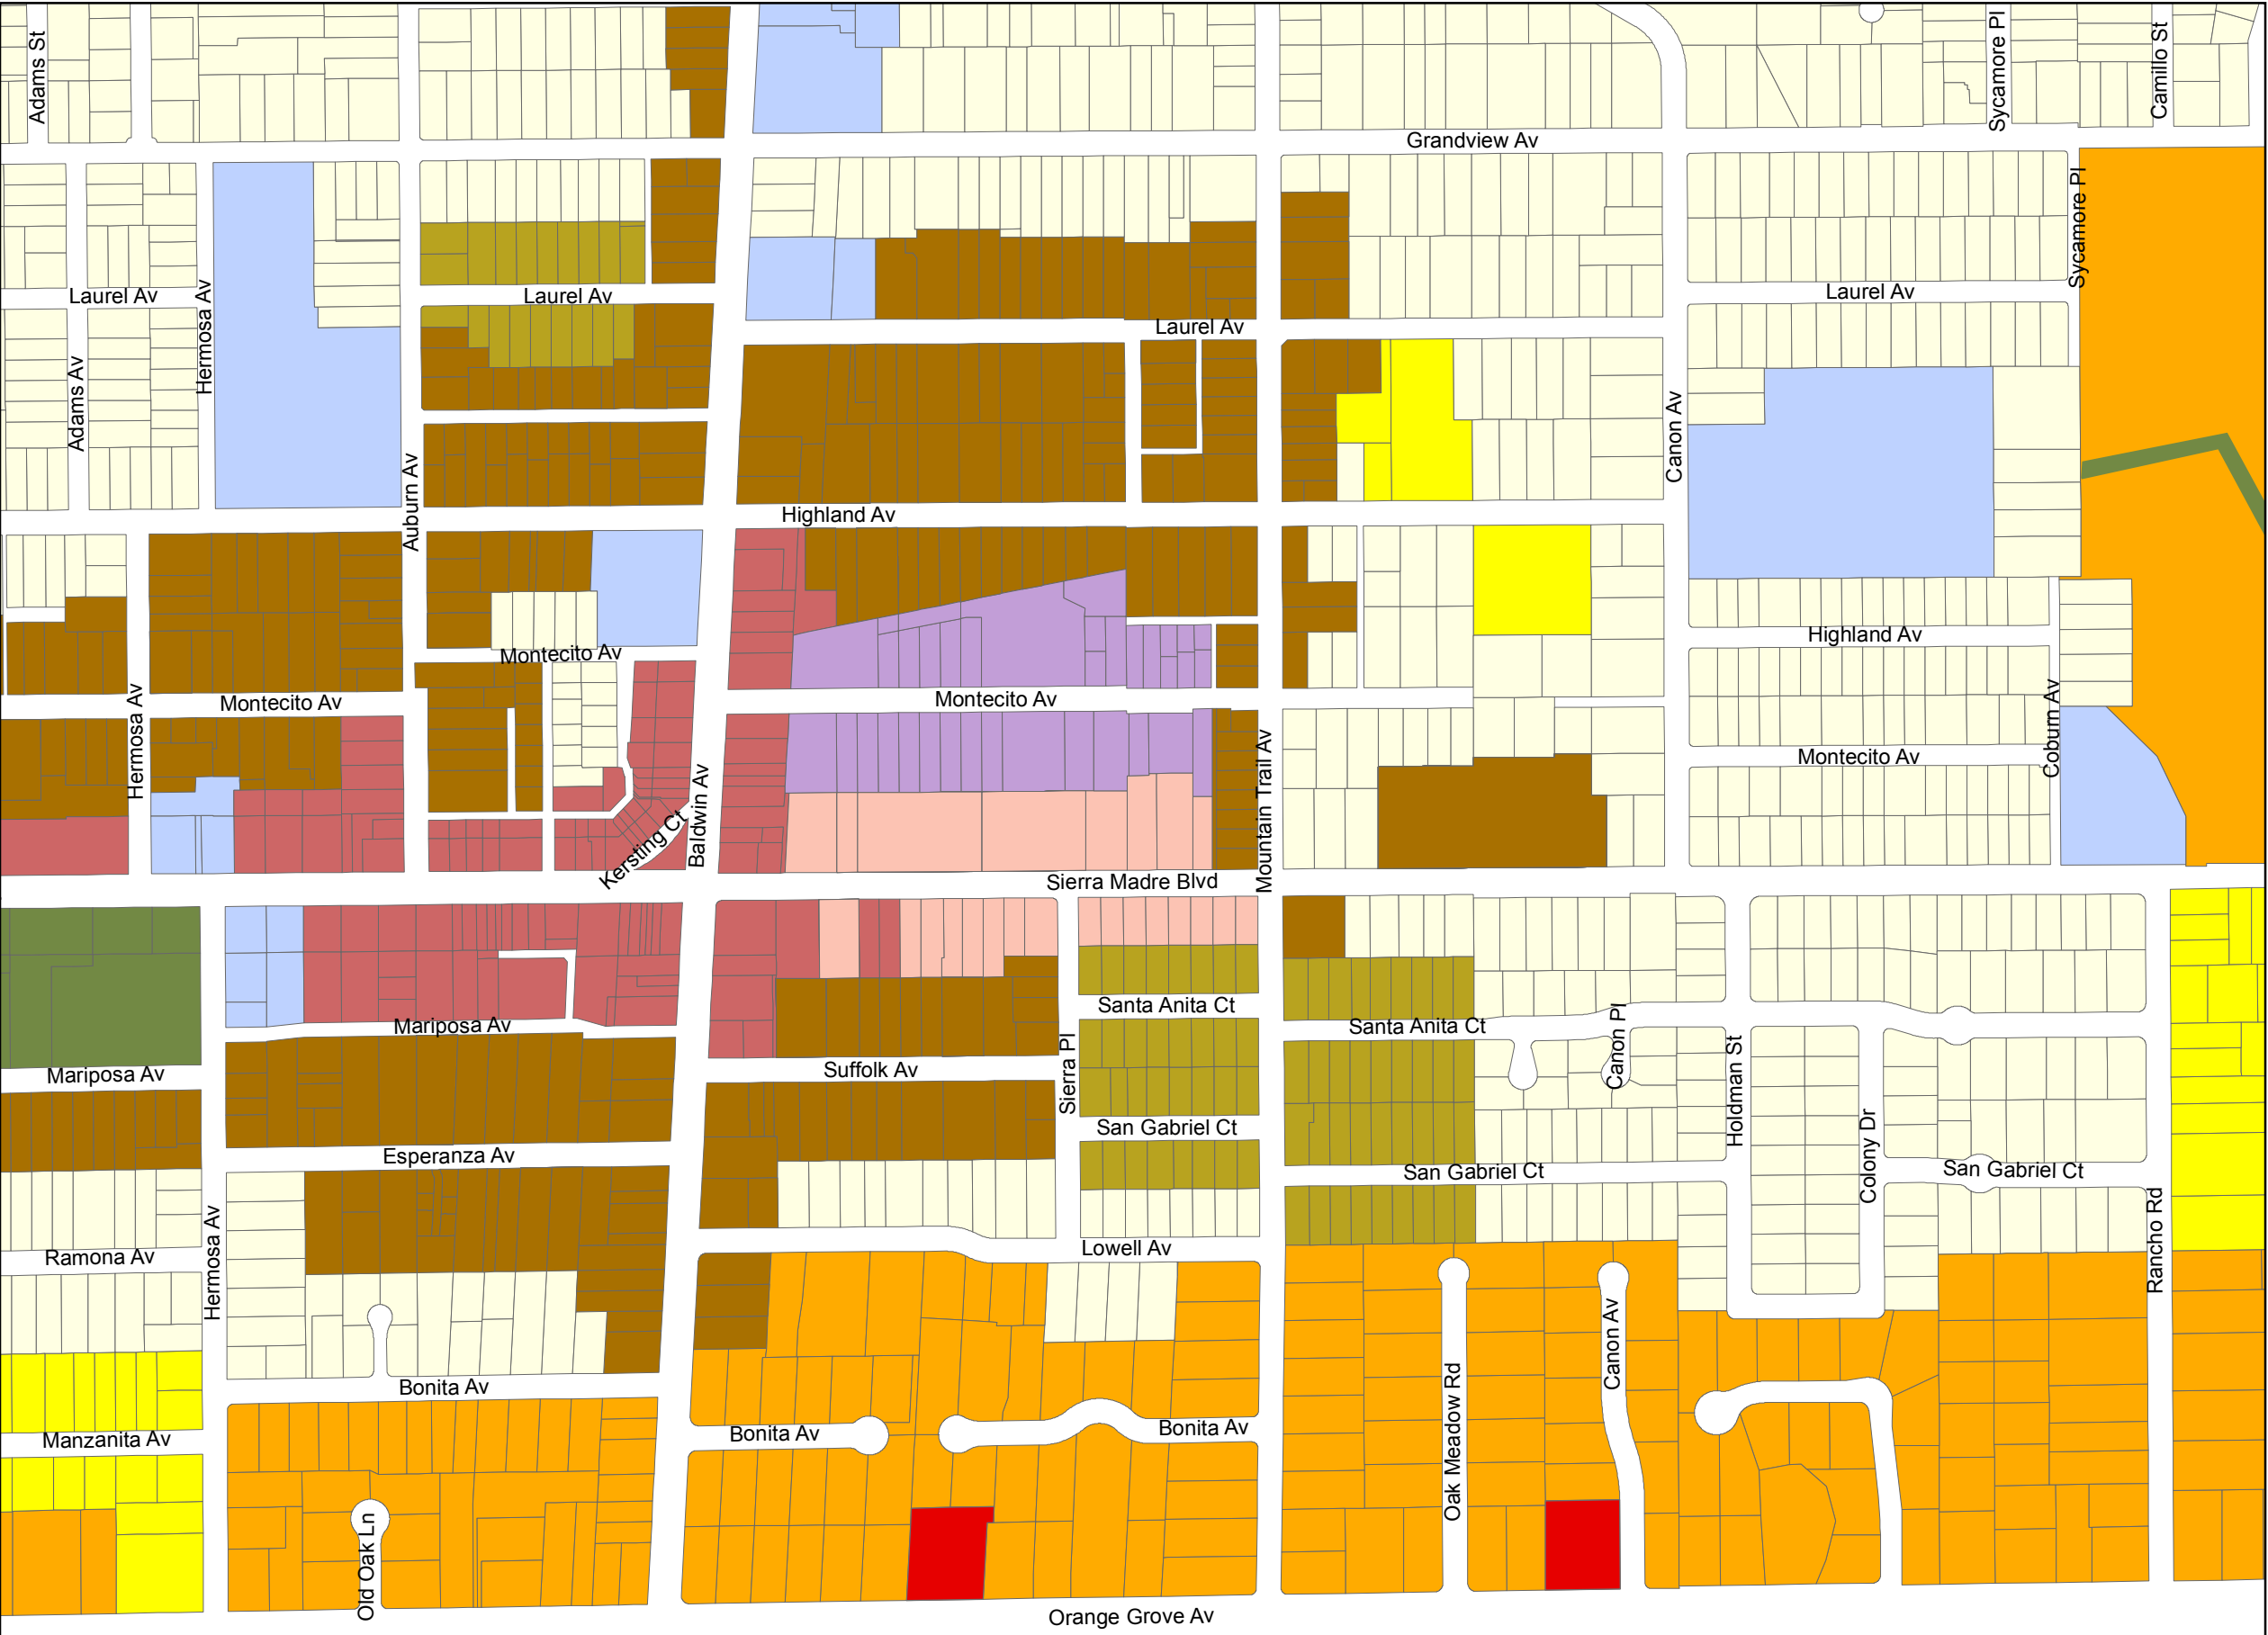 Adams St
Sycamore Pl
Camillo St
Grandview Av
Sycamore Pl
Laurel Av
Hermosa Av
Laurel Av
Laurel Av
Laurel Av
Adams Av
Canon Av
Auburn Av
Highland Av
Highland Av
Montecito Av
Montecito Av
Montecito Av
Hermosa Av
Coburn Av
Montecito Av
Baldwin Av
Mountain Trail Av
Kersting Ct
Sierra Madre Blvd
Santa Anita Ct
Mariposa Av
Santa Anita Ct
Canon Pl
Mariposa Av
Suffolk Av
Sierra Pl
Holdman St
San Gabriel Ct
Colony Dr
Esperanza Av
San Gabriel Ct
San Gabriel Ct
Rancho Rd
Hermosa Av
Ramona Av
Lowell Av
Canon Av
Bonita Av
Oak Meadow Rd
Bonita Av
Bonita Av
Manzanita Av
Old Oak Ln
Orange Grove Av